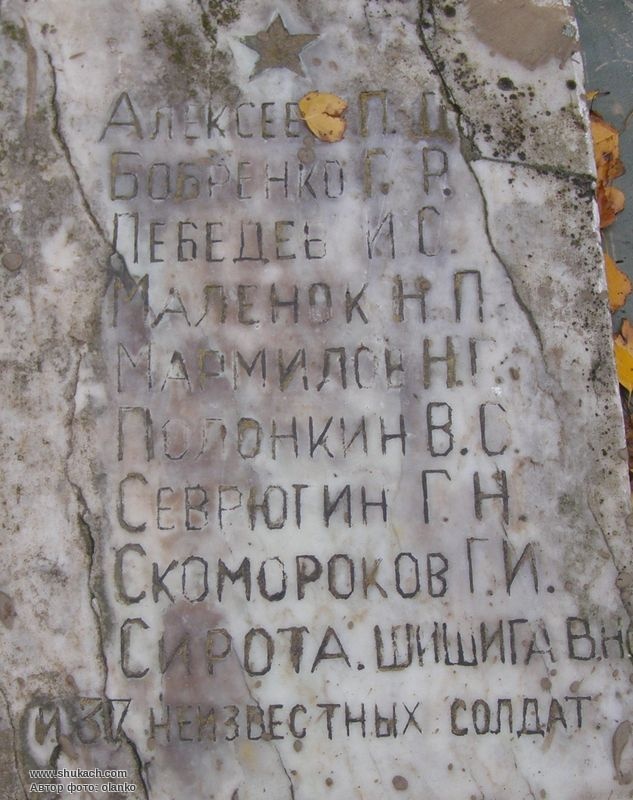 Алексеев П. Д
Бобренко Г. Р.
Лебедев И С.
Маленок Н. П
Мармилов Н. Г.
Полонкин В. С.
Севрюгин Г. Н.
Скомороков Г. И.
Сирота. Шишига В. но
и 37 неизвестных солдат
www.shukach.com
Автор фото: olanko